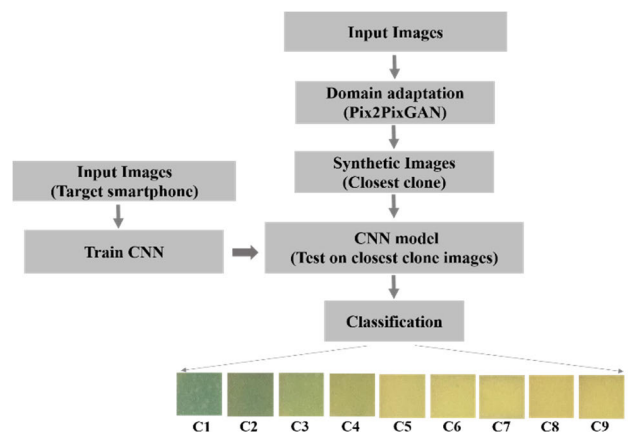 Input Images
Domain adaptation
(Pix2PixGAN)
Synthetic Images
(Closest clone)
Input Images
(Target smartphone)
Train CNN
CNN model
(Test on closest clone images)
Classification
C1 C2 C3 C4 C5 C6 C7 C8 C9